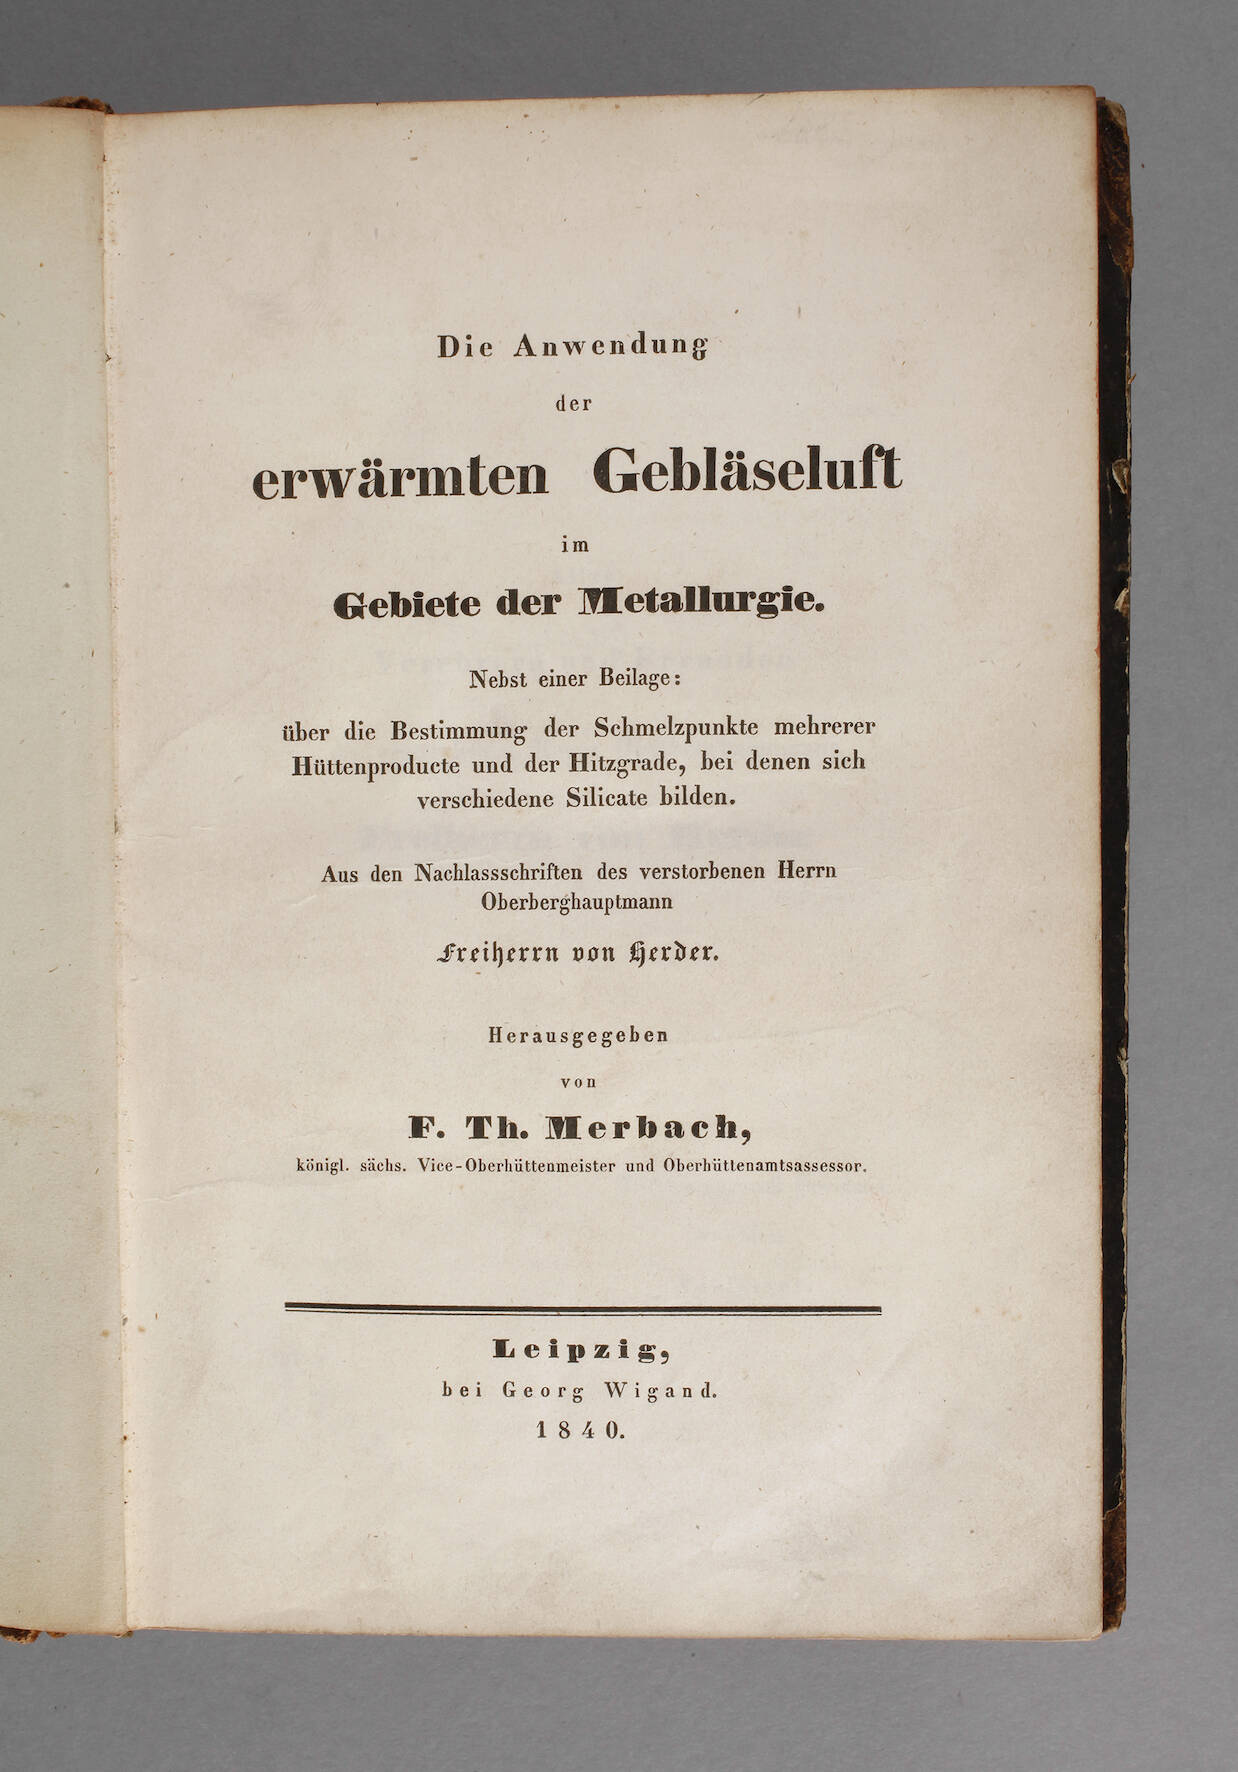 Die Anwendung
der
erwärmten Gebläseluft
im
Gebiete der Metallurgie.
Nebst einer Beilage:
über die Bestimmung der Schmelzpunkte mehrerer
Hüttenproducte und der Hitzgrade, bei denen sich
verschiedene Silicate bilden.
Aus den Nachlassschriften des verstorbenen Herrn
Oberberghauptmann
Freiherrn von Herder.
Herausgegeben
von
F. Th. Merbach,
königl. sächs. Vice-Oberhüttenmeister und Oberhüttenamtsassessor.
Leipzig,
bei Georg Wigand.
1840.